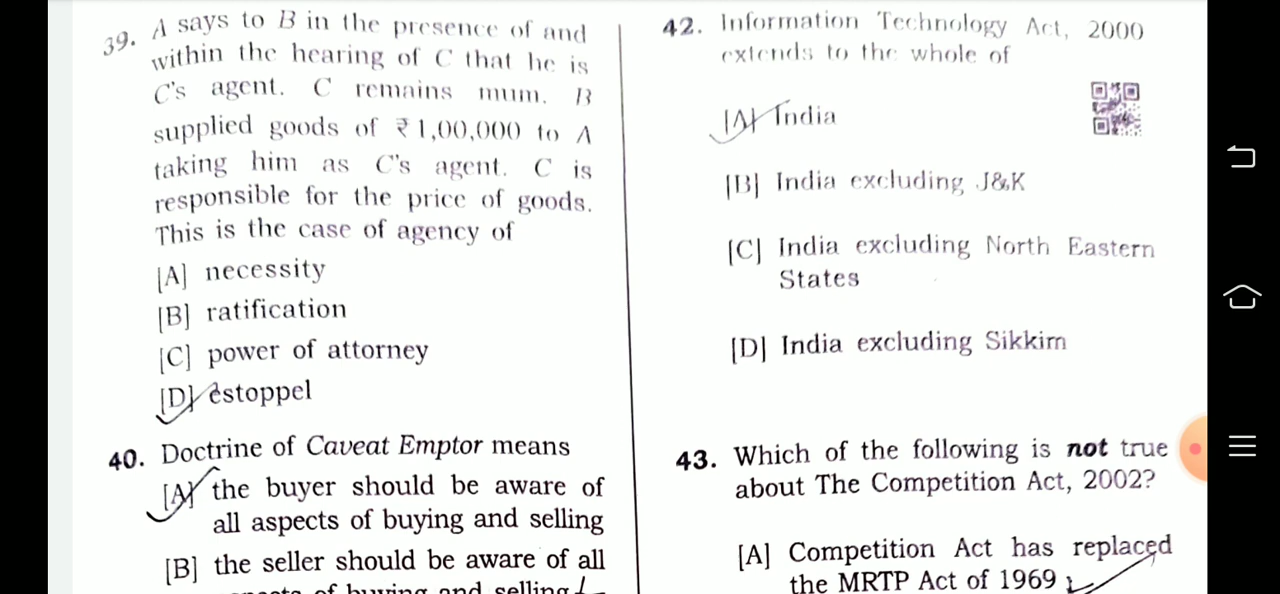 39. A says to B in the presence of and
within the hearing of C that he is
C's agent. C remains mum. B
supplied goods of ₹ 1,00,000 to A
taking him as C's agent. C is
responsible for the price of goods.
This is the case of agency of
[A] necessity
[B] ratification
[C] power of attorney
[D] estoppel
40. Doctrine of Caveat Emptor means
[A] the buyer should be aware of
all aspects of buying and selling
[B] the seller should be aware of all
of buying and selling
42. Information Technology Act, 2000
extends to the whole of
[A] India
[B] India excluding J&K
[C] India excluding North Eastern
States
[D] India excluding Sikkim
43. Which of the following is not true
about The Competition Act, 2002?
[A] Competition Act has replaced
the MRTP Act of 1969